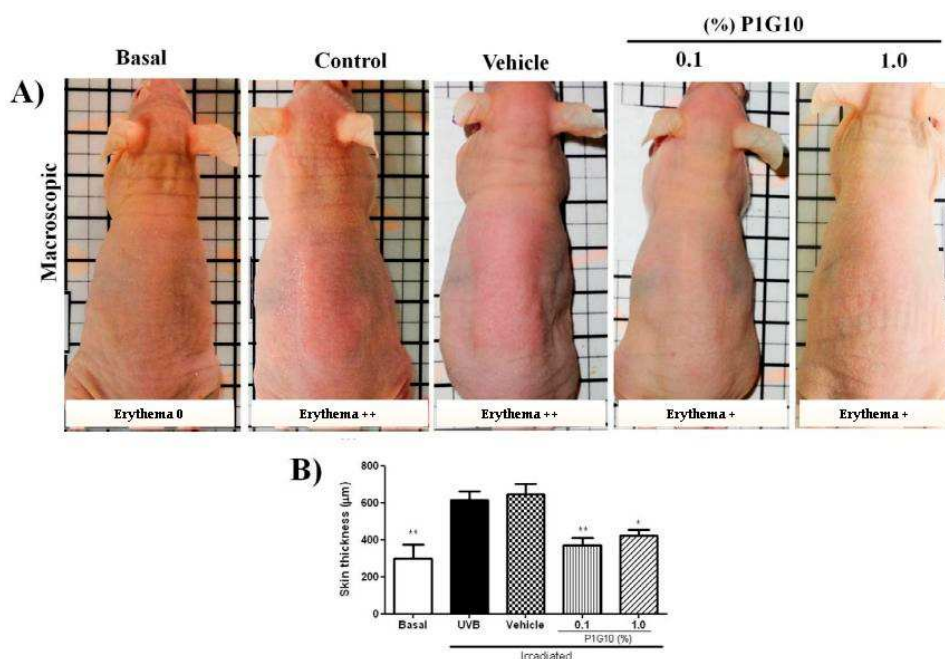 (%) P1G10
Basal Control Vehicle 0.1 1.0
A)
Macroscopic
Erythema 0 Erythema ++ Erythema ++ Erythema + Erythema +
B)
Skin thickness (µm)
800
600
400
200
0
** ** *
Basal UVB Vehicle 0.1 1.0
P1G10 (%)
Irradiated